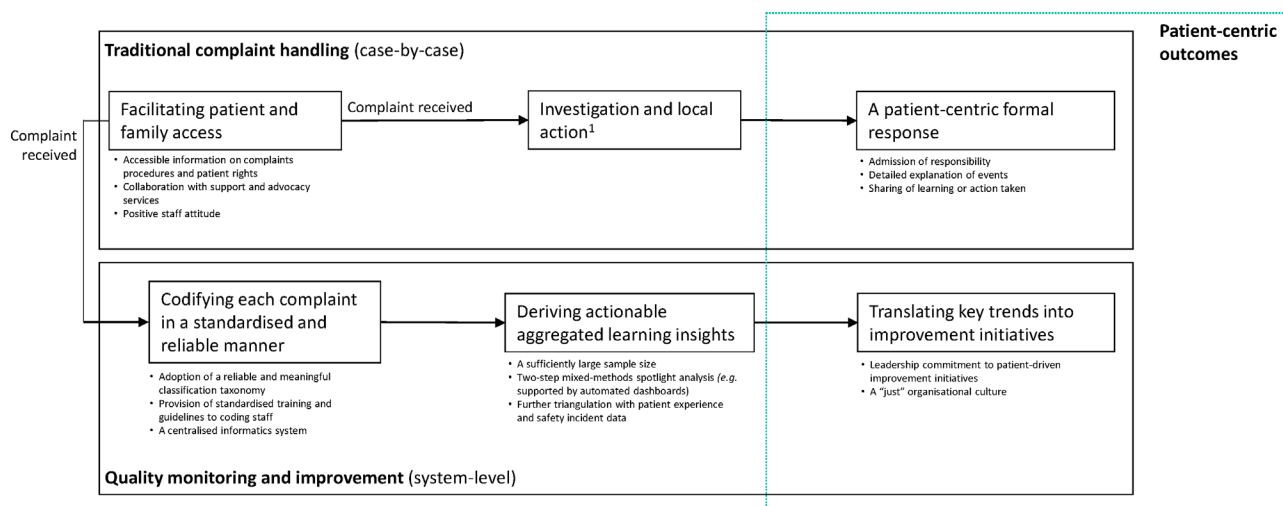 Patient-centric
outcomes
Traditional complaint handling (case-by-case)
Complaint
received
Facilitating patient and
family access
• Accessible information on complaints
procedures and patient rights
• Collaboration with support and advocacy
services
• Positive staff attitude
Complaint received
Investigation and local
action¹
A patient-centric formal
response
• Admission of responsibility
• Detailed explanation of events
• Sharing of learning or action taken
Codifying each complaint
in a standardised and
reliable manner
• Adoption of a reliable and meaningful
classification taxonomy
• Provision of standardised training and
guidelines to coding staff
• A centralised informatics system
Deriving actionable
aggregated learning insights
• A sufficiently large sample size
• Two-step mixed-methods spotlight analysis (e.g.
supported by automated dashboards)
• Further triangulation with patient experience
and safety incident data
Translating key trends into
improvement initiatives
• Leadership commitment to patient-driven
improvement initiatives
• A “just” organisational culture
Quality monitoring and improvement (system-level)